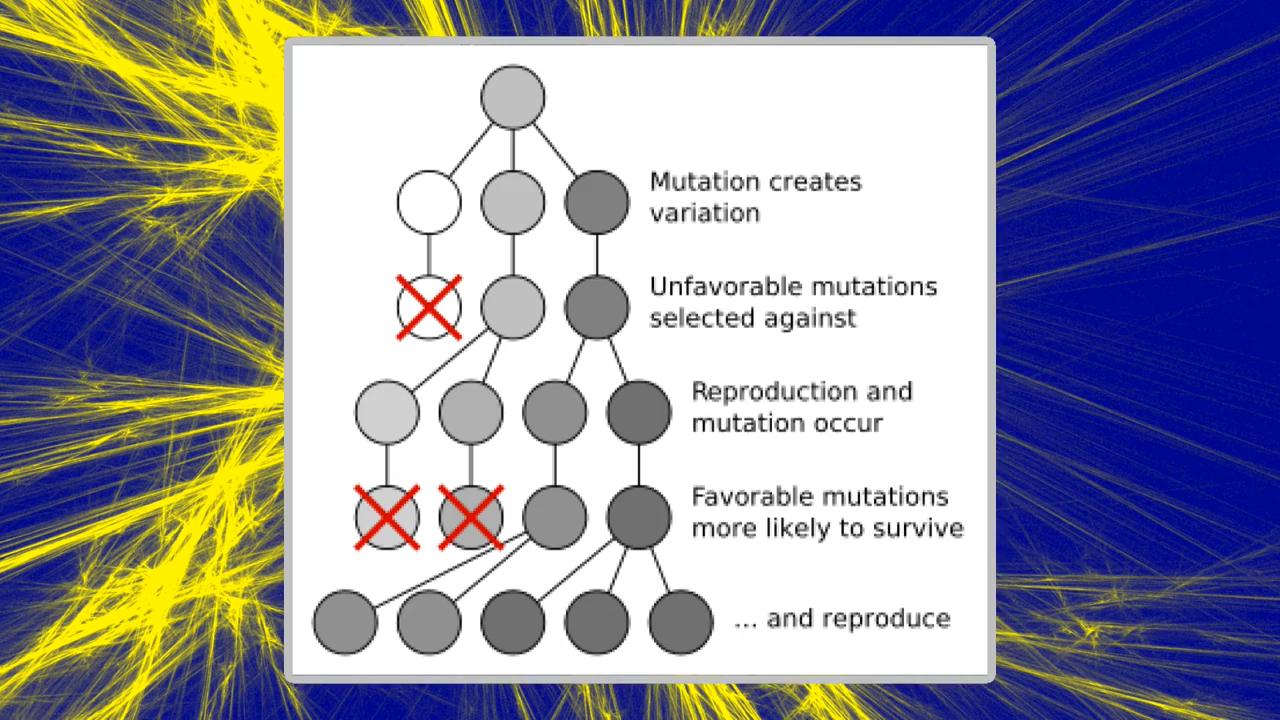 Mutation creates
variation
Unfavorable mutations
selected against
Reproduction and
mutation occur
Favorable mutations
more likely to survive
... and reproduce